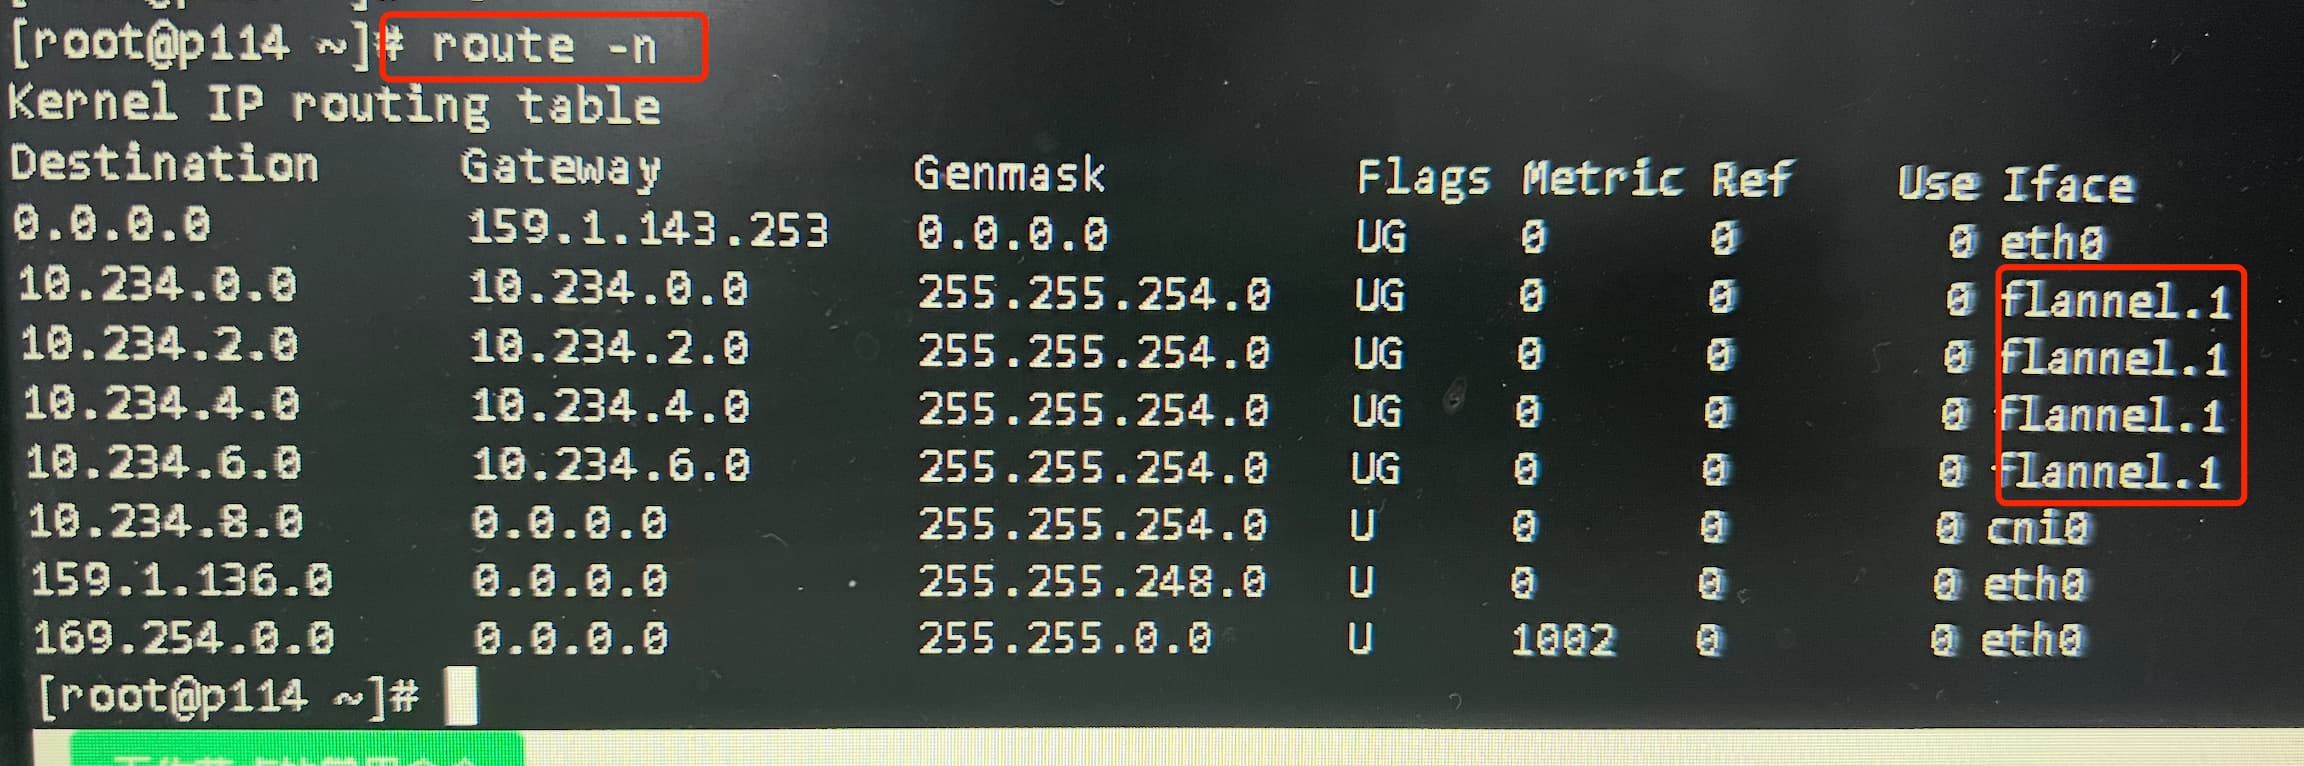 [root@p114 ~]# route -n
Kernel IP routing table
Destination Gateway Genmask Flags Metric Ref Use Iface
0.0.0.0 159.1.143.253 0.0.0.0 UG 0 0 0 eth0
10.234.0.0 10.234.0.0 255.255.254.0 UG 0 0 0 flannel.1
10.234.2.0 10.234.2.0 255.255.254.0 UG 0 0 0 flannel.1
10.234.4.0 10.234.4.0 255.255.254.0 UG 0 0 0 flannel.1
10.234.6.0 10.234.6.0 255.255.254.0 UG 0 0 0 flannel.1
10.234.8.0 0.0.0.0 255.255.254.0 U 0 0 0 cni0
159.1.136.0 0.0.0.0 255.255.248.0 U 0 0 0 eth0
169.254.0.0 0.0.0.0 255.255.0.0 U 1002 0 0 eth0
[root@p114 ~]#